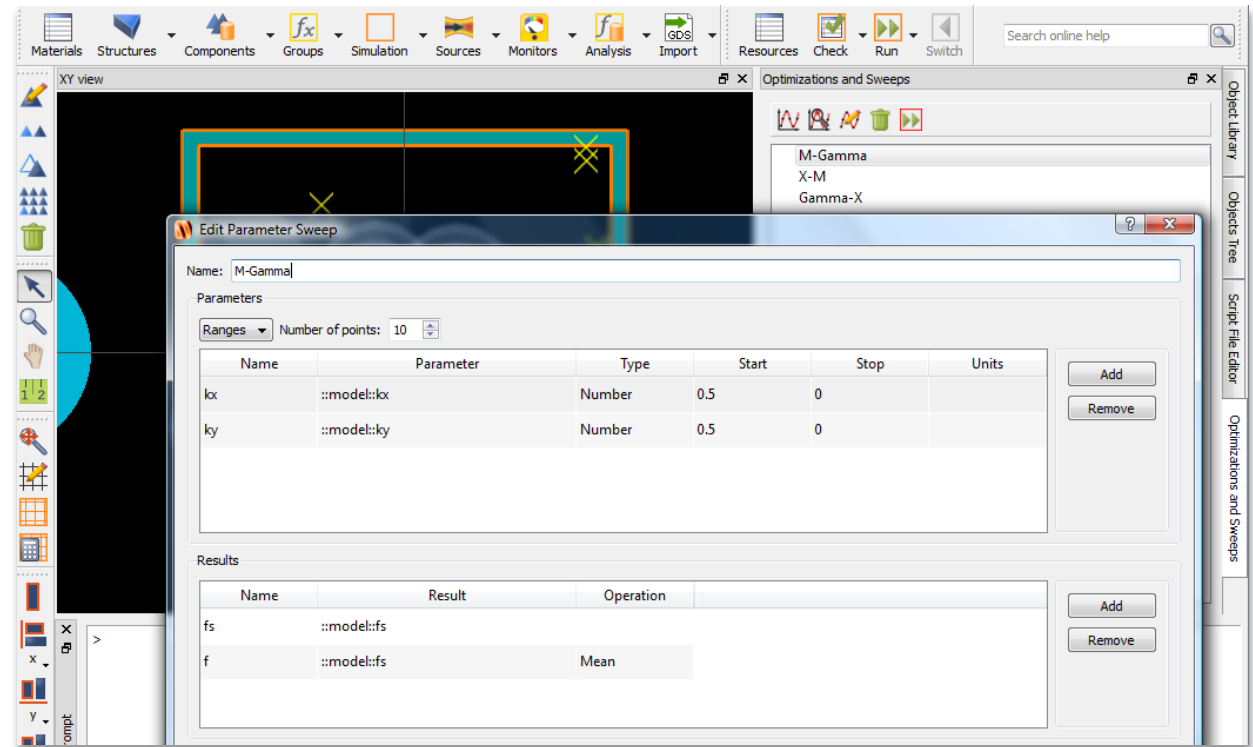 Materials Structures Components Groups Simulation Sources Monitors Analysis Import Resources Check Run Switch Search online help
fx
f
GDS
XY view
Optimizations and Sweeps
M-Gamma
X-M
Gamma-X
Edit Parameter Sweep
Name: M-Gamma
Parameters
Ranges Number of points: 10
Name Parameter Type Start Stop Units
kx ::model::kx Number 0.5 0
ky ::model::ky Number 0.5 0
Add
Remove
Results
Name Result Operation
fs ::model::fs
f ::model::fs Mean
Add
Remove
1 2
x
y
>
ompt
Object Library
Objects Tree
Script File Editor
Optimizations and Sweeps